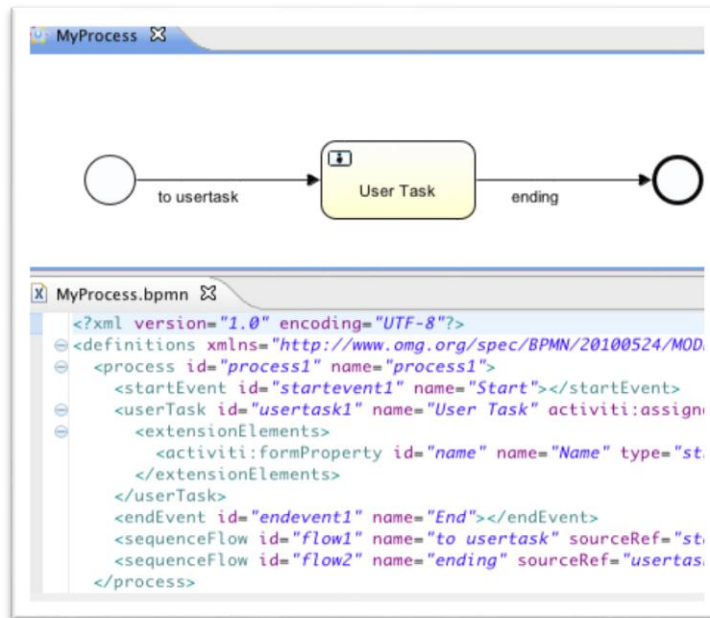 MyProcess
to usertask
User Task
ending
MyProcess.bpmn
<?xml version="1.0" encoding="UTF-8"?>
<definitions xmlns="http://www.omg.org/spec/BPMN/20100524/MOD
<process id="process1" name="process1">
<startEvent id="startevent1" name="Start"></startEvent>
<userTask id="usertask1" name="User Task" activiti:assign
<extensionElements>
<activiti:formProperty id="name" name="Name" type="st
</extensionElements>
</userTask>
<endEvent id="endevent1" name="End"></endEvent>
<sequenceFlow id="flow1" name="to usertask" sourceRef="st
<sequenceFlow id="flow2" name="ending" sourceRef="usertas
</process>